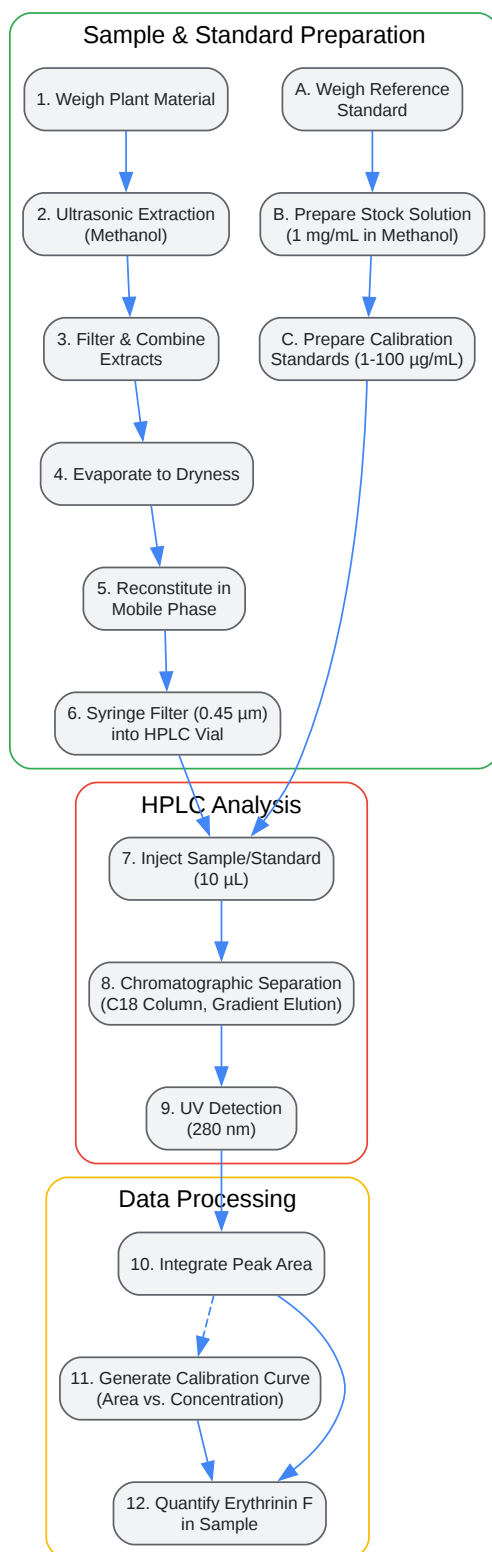 Sample & Standard Preparation
1. Weigh Plant Material
A. Weigh Reference
Standard
2. Ultrasonic Extraction
(Methanol)
B. Prepare Stock Solution
(1 mg/mL in Methanol)
3. Filter & Combine
Extracts
C. Prepare Calibration
Standards (1-100 µg/mL)
4. Evaporate to Dryness
5. Reconstitute in
Mobile Phase
6. Syringe Filter (0.45 µm)
into HPLC Vial
HPLC Analysis
7. Inject Sample/Standard
(10 µL)
8. Chromatographic Separation
(C18 Column, Gradient Elution)
9. UV Detection
(280 nm)
Data Processing
10. Integrate Peak Area
11. Generate Calibration Curve
(Area vs. Concentration)
12. Quantify Erythrinin F
in Sample